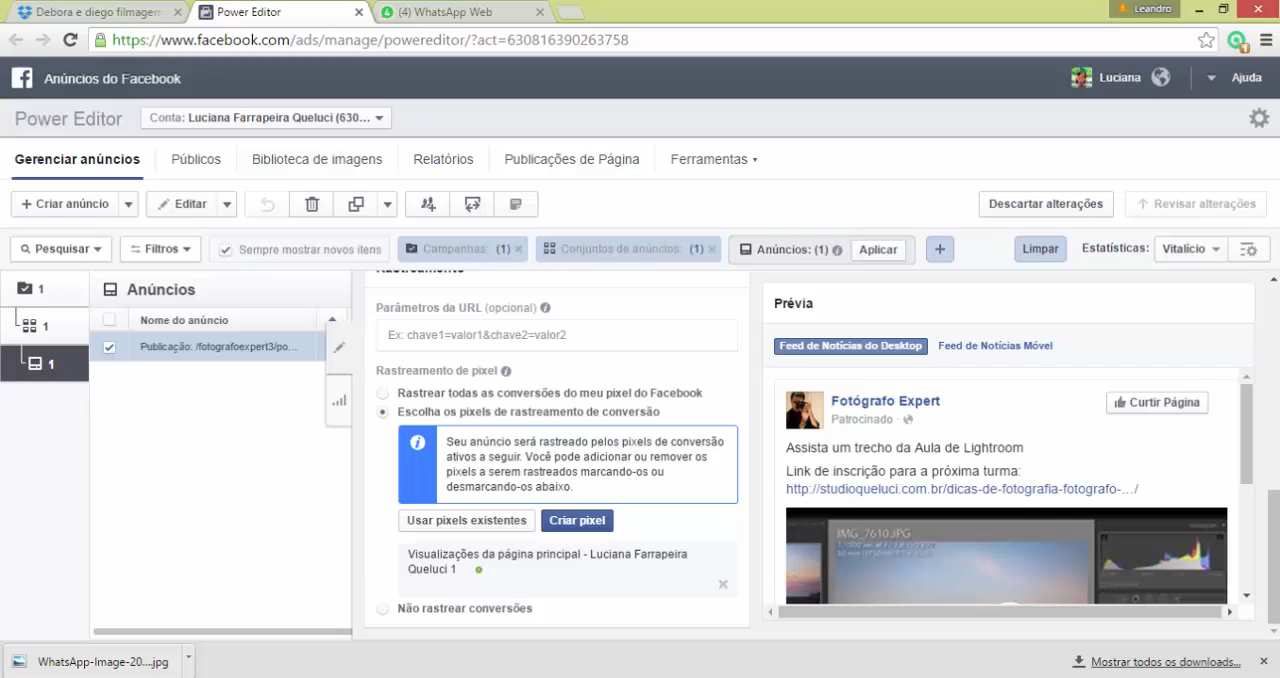 Debora e diego filmagem
Power Editor
(4) WhatsApp Web
Leandro
https://www.facebook.com/ads/manage/powereditor/?act=630816390263758
Anúncios do Facebook
Luciana
Ajuda
Power Editor
Conta: Luciana Farrapeira Queluci (630...
Gerenciar anúncios
Públicos
Biblioteca de imagens
Relatórios
Publicações de Página
Ferramentas
+ Criar anúncio
Editar
Descartar alterações
Revisar alterações
Pesquisar
Filtros
Sempre mostrar novos itens
Campanhas: (1)
Conjuntos de anúncios: (1)
Anúncios: (1)
Aplicar
+
Limpar
Estatísticas:
Vitalício
1
1
1
Anúncios
Nome do anúncio
Publicação: /fotografoexpert3/po...
Rastreamento
Parâmetros da URL (opcional)
Ex: chave1=valor1&chave2=valor2
Rastreamento de pixel
Rastrear todas as conversões do meu pixel do Facebook
Escolha os pixels de rastreamento de conversão
Seu anúncio será rastreado pelos pixels de conversão
ativos a seguir. Você pode adicionar ou remover os
pixels a serem rastreados marcando-os ou
desmarcando-os abaixo.
Usar pixels existentes
Criar pixel
Visualizações da página principal - Luciana Farrapeira
Queluci 1
Não rastrear conversões
Prévia
Feed de Notícias do Desktop
Feed de Notícias Móvel
Fotógrafo Expert
Patrocinado
Curtir Página
Assista um trecho da Aula de Lightroom
Link de inscrição para a próxima turma:
http://studioqueluci.com.br/dicas-de-fotografia-fotografo-…/
IMG_7610.JPG
WhatsApp-Image-20....jpg
Mostrar todos os downloads...